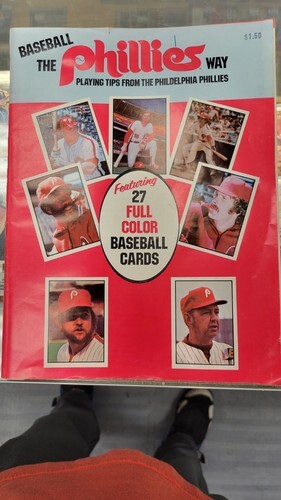 BASEBALL
THE Phillies WAY
$1.50
PLAYING TIPS FROM THE PHILADELPHIA PHILLIES
Featuring
27
FULL
COLOR
BASEBALL
CARDS